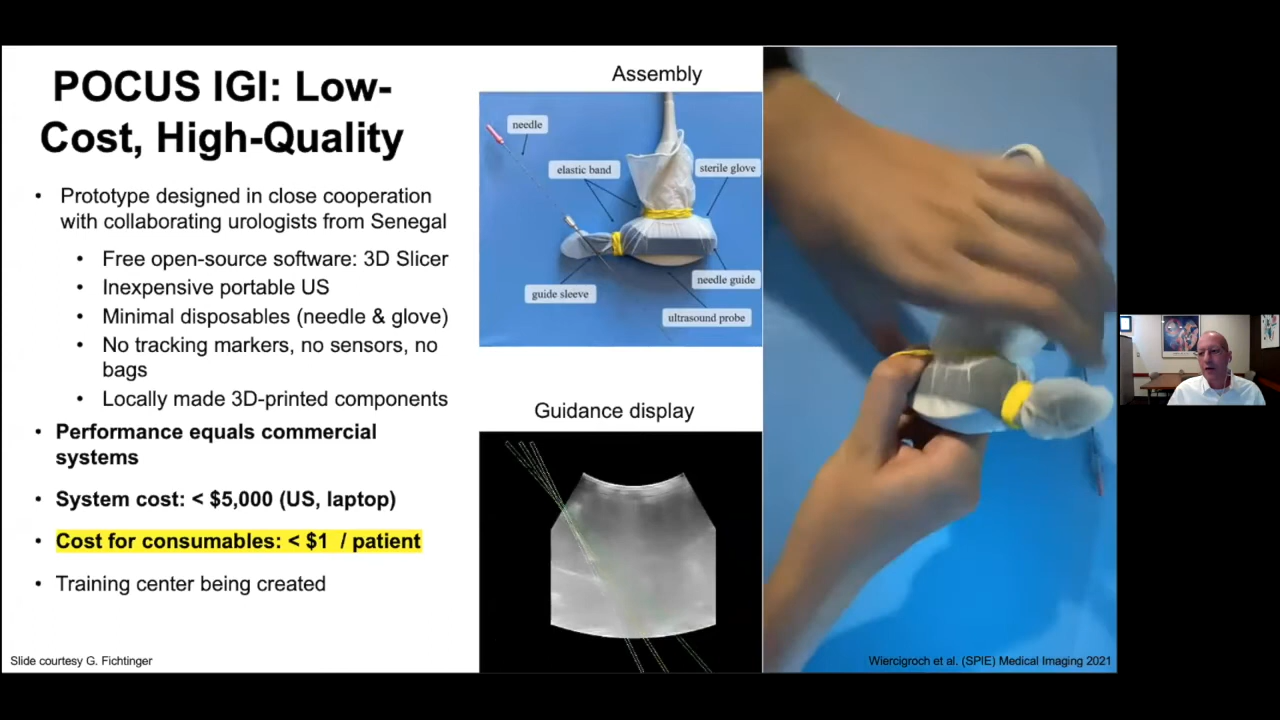 POCUS IGI: Low-
Cost, High-Quality
• Prototype designed in close cooperation
with collaborating urologists from Senegal
• Free open-source software: 3D Slicer
• Inexpensive portable US
• Minimal disposables (needle & glove)
• No tracking markers, no sensors, no
bags
• Locally made 3D-printed components
• Performance equals commercial
systems
• System cost: < $5,000 (US, laptop)
• Cost for consumables: < $1 / patient
• Training center being created
Slide courtesy G. Fichtinger
Assembly
needle
elastic band
sterile glove
needle guide
guide sleeve
ultrasound probe
Guidance display
Wiercigroch et al. (SPIE) Medical Imaging 2021